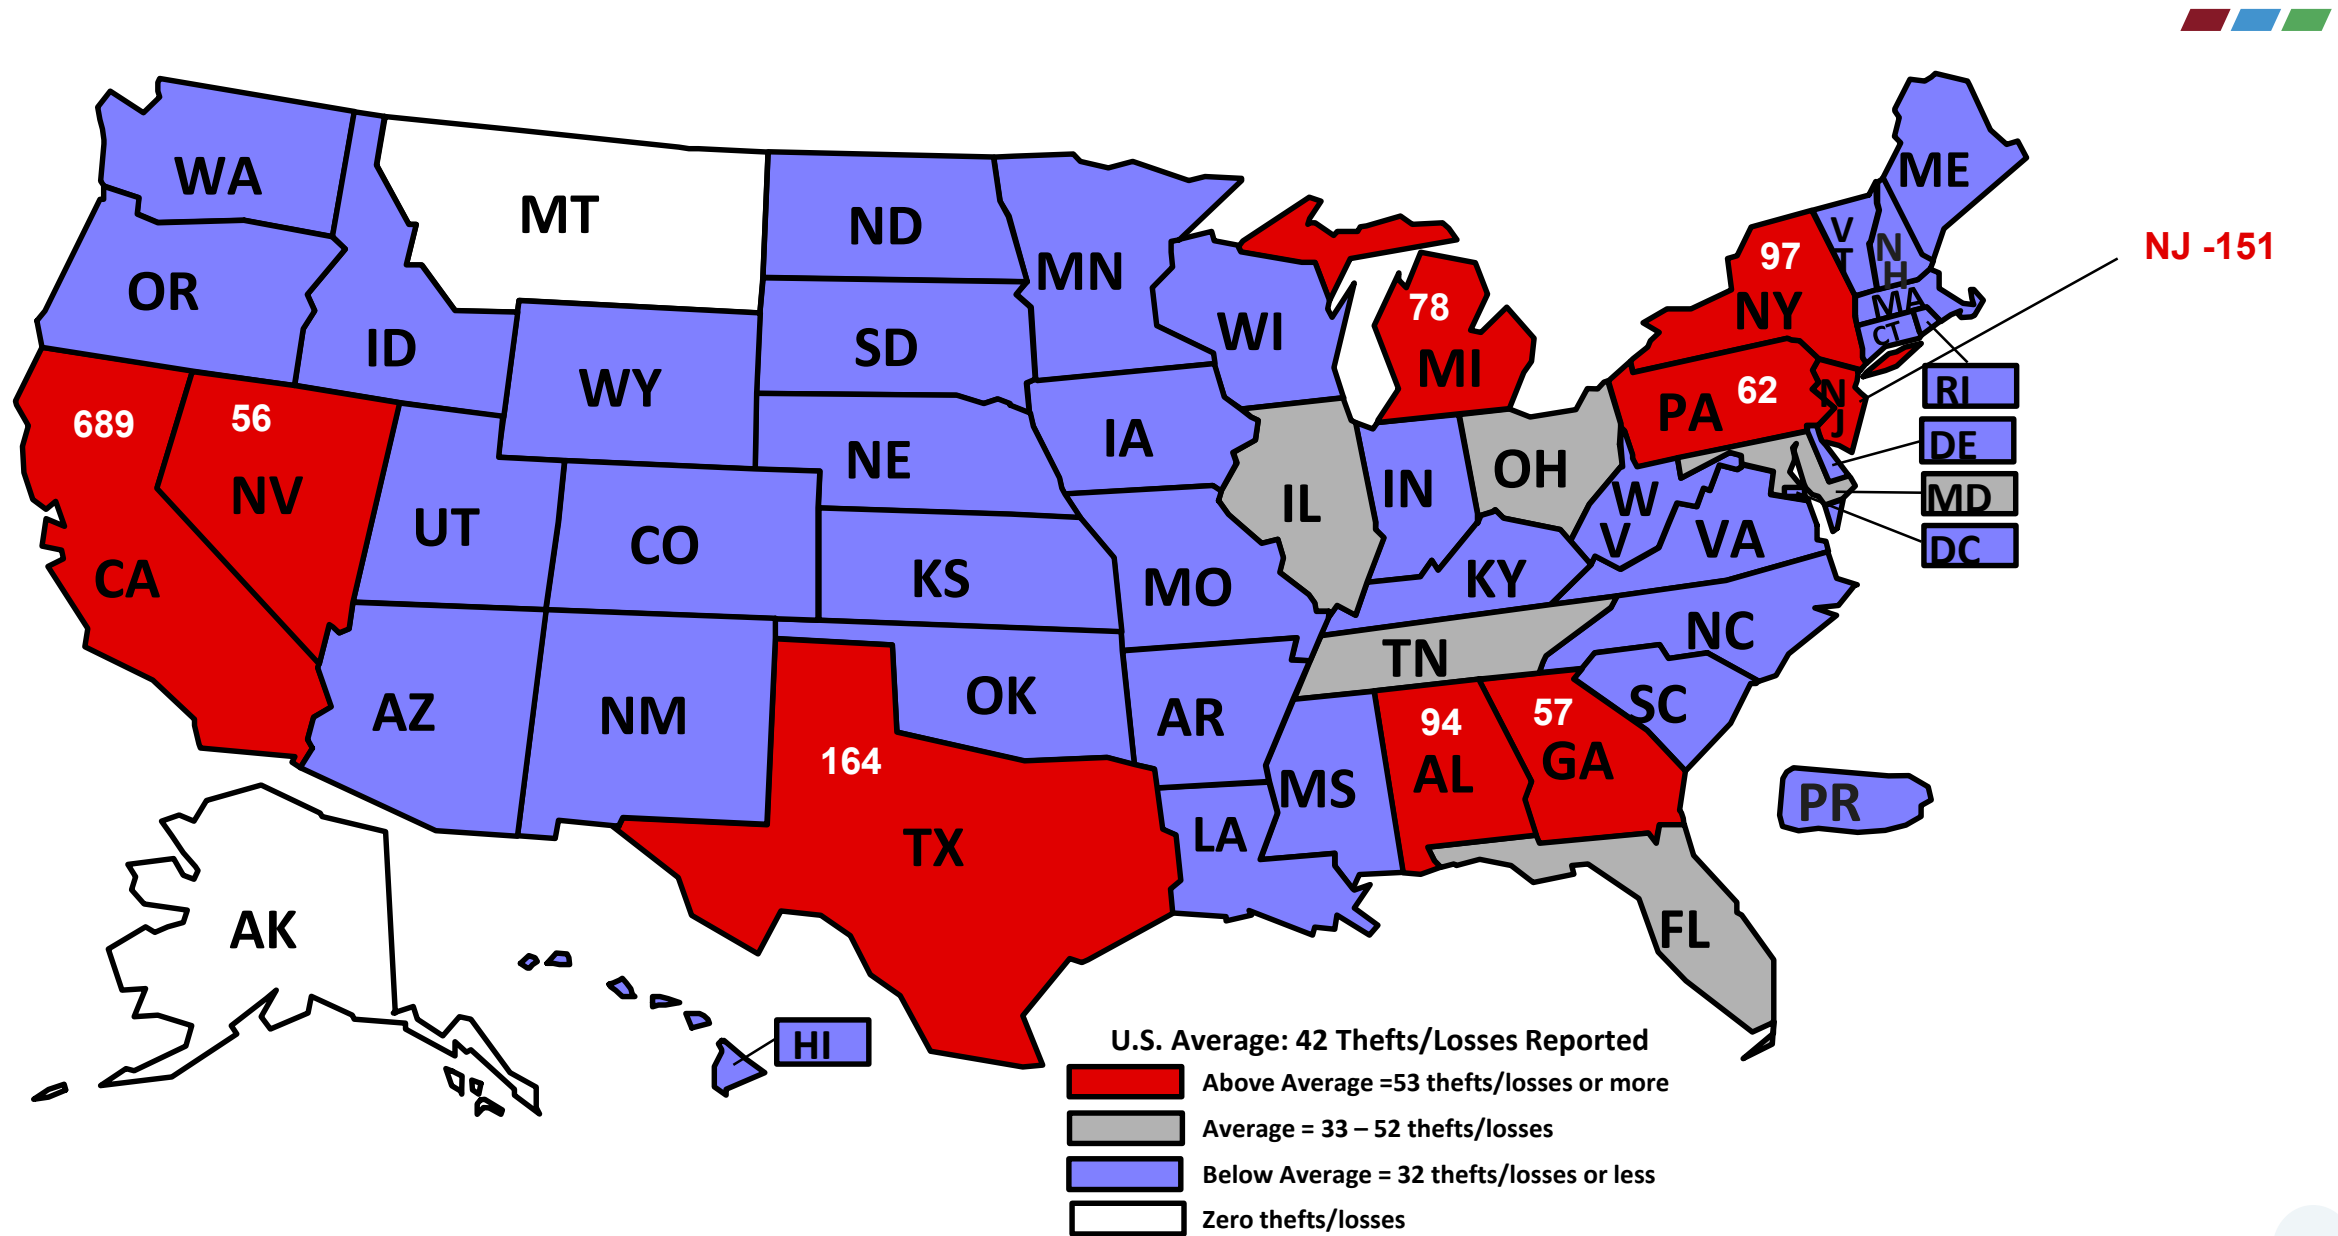 WA
MT
ND
MN
ME
V
T
N
H
97
NJ -151
OR
ID
SD
WI
78
MI
NY
MA
CT
WY
RI
689
56
NV
NE
IA
PA
62
N
J
DE
IL
IN
OH
MD
W
V
VA
DC
UT
CO
KS
MO
KY
CA
NC
TN
AZ
NM
OK
AR
SC
164
94
AL
57
GA
TX
MS
LA
PR
AK
FL
HI
U.S. Average: 42 Thefts/Losses Reported
Above Average =53 thefts/losses or more
Average = 33 – 52 thefts/losses
Below Average = 32 thefts/losses or less
Zero thefts/losses